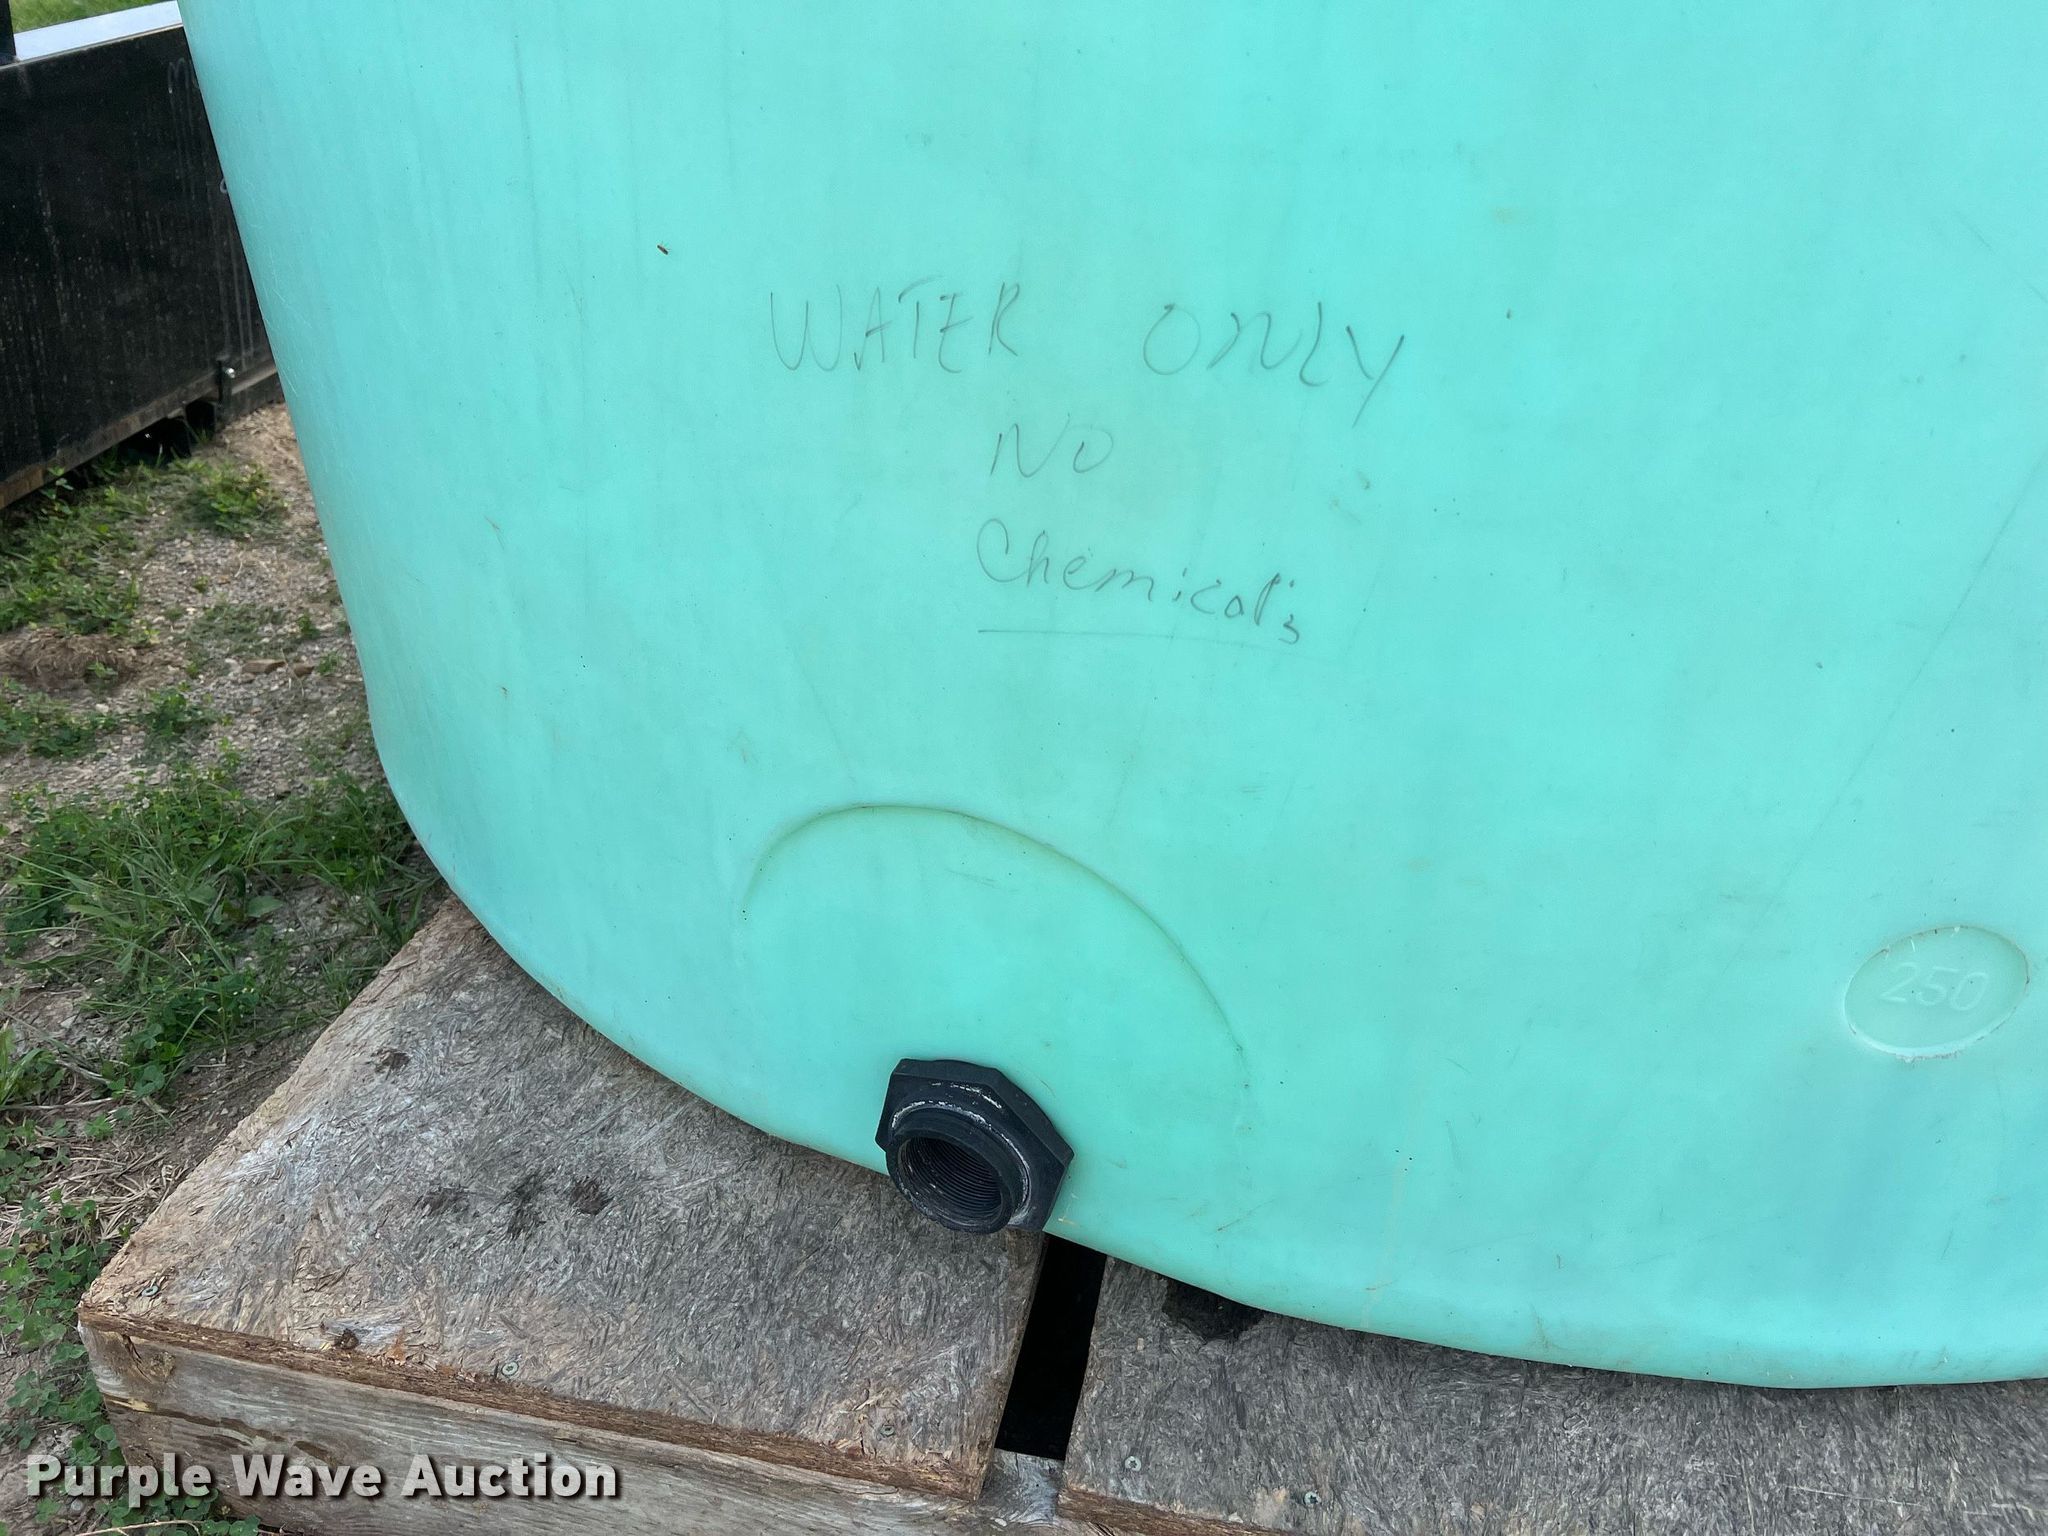 WATER ONLY
NO
Chemical's
250
Purple Wave Auction